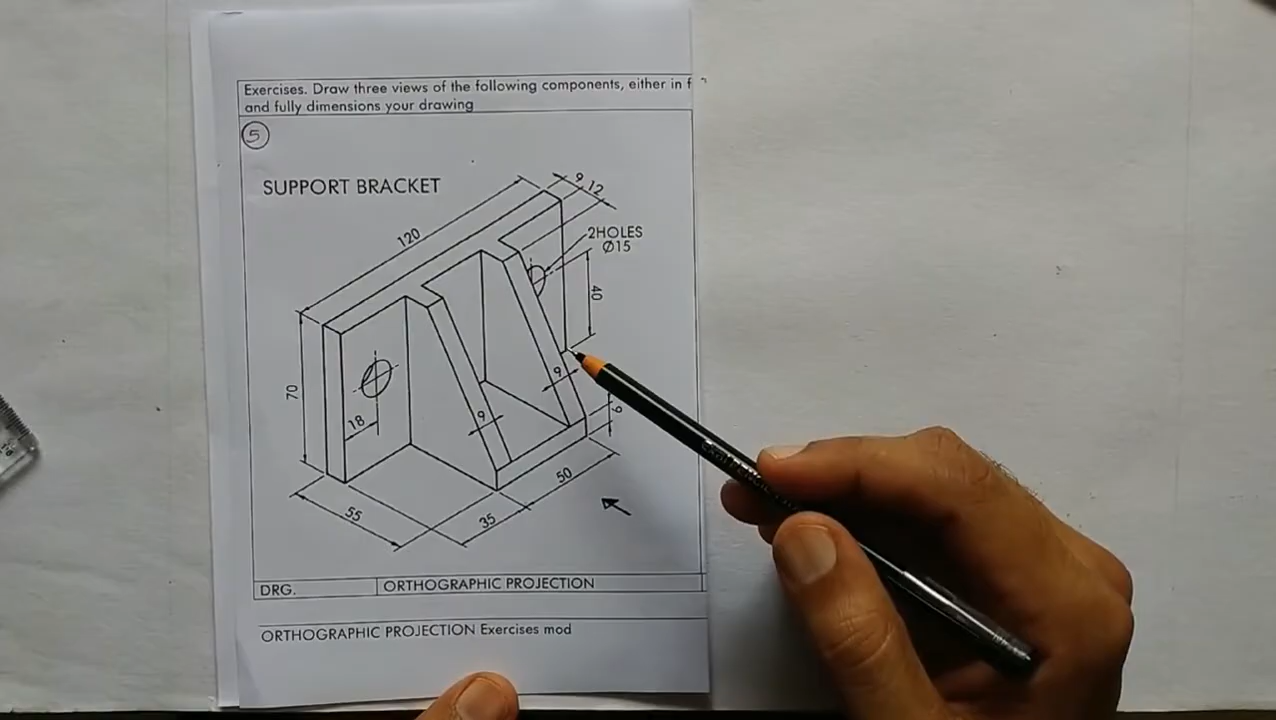 Exercises. Draw three views of the following components, either in f
and fully dimensions your drawing
5
SUPPORT BRACKET
9
12
120
2HOLES
Ø15
40
70
9
9
9
18
55
35
50
DRG.
ORTHOGRAPHIC PROJECTION
ORTHOGRAPHIC PROJECTION Exercises mod